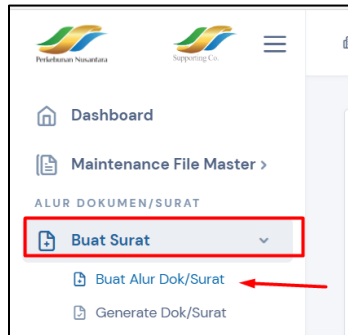 Perkebunan Nusantara
Supporting Co.
Dashboard
Maintenance File Master >
ALUR DOKUMEN/SURAT
Buat Surat
Buat Alur Dok/Surat
Generate Dok/Surat